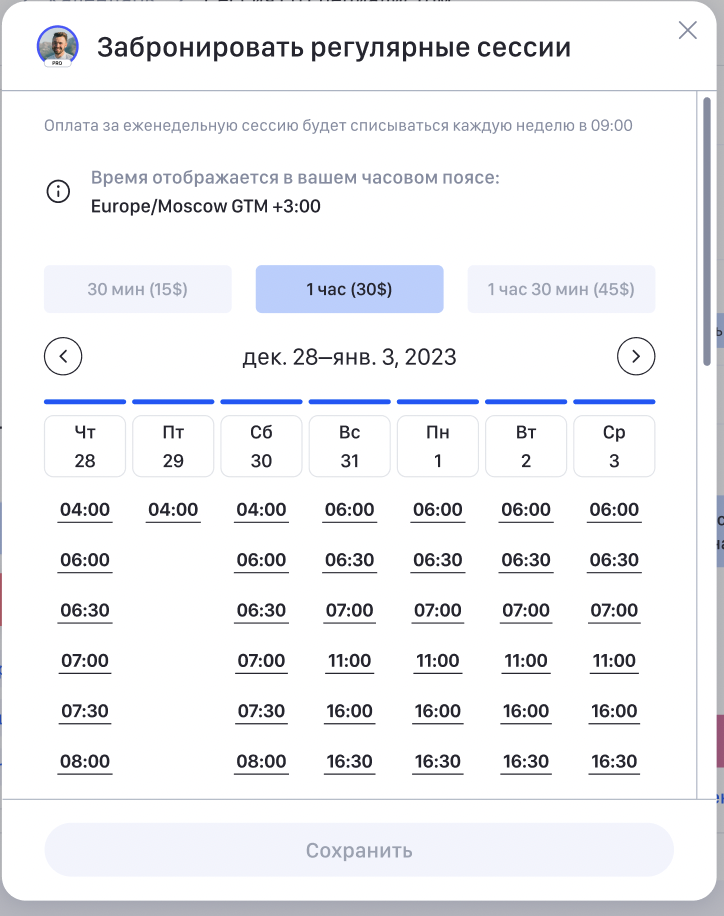 PRO
Забронировать регулярные сессии
Оплата за еженедельную сессию будет списываться каждую неделю в 09:00
Время отображается в вашем часовом поясе:
Europe/Moscow GTM +3:00
30 мин (15$) 1 час (30$) 1 час 30 мин (45$)
дек. 28—янв. 3, 2023
Чт Пт Сб Вс Пн Вт Ср
28 29 30 31 1 2 3
04:00 04:00 04:00 06:00 06:00 06:00 06:00
06:00 06:00 06:30 06:30 06:30 06:30
06:30 06:30 07:00 07:00 07:00 07:00
07:00 07:00 11:00 11:00 11:00 11:00
07:30 07:30 16:00 16:00 16:00 16:00
08:00 08:00 16:30 16:30 16:30 16:30
Сохранить